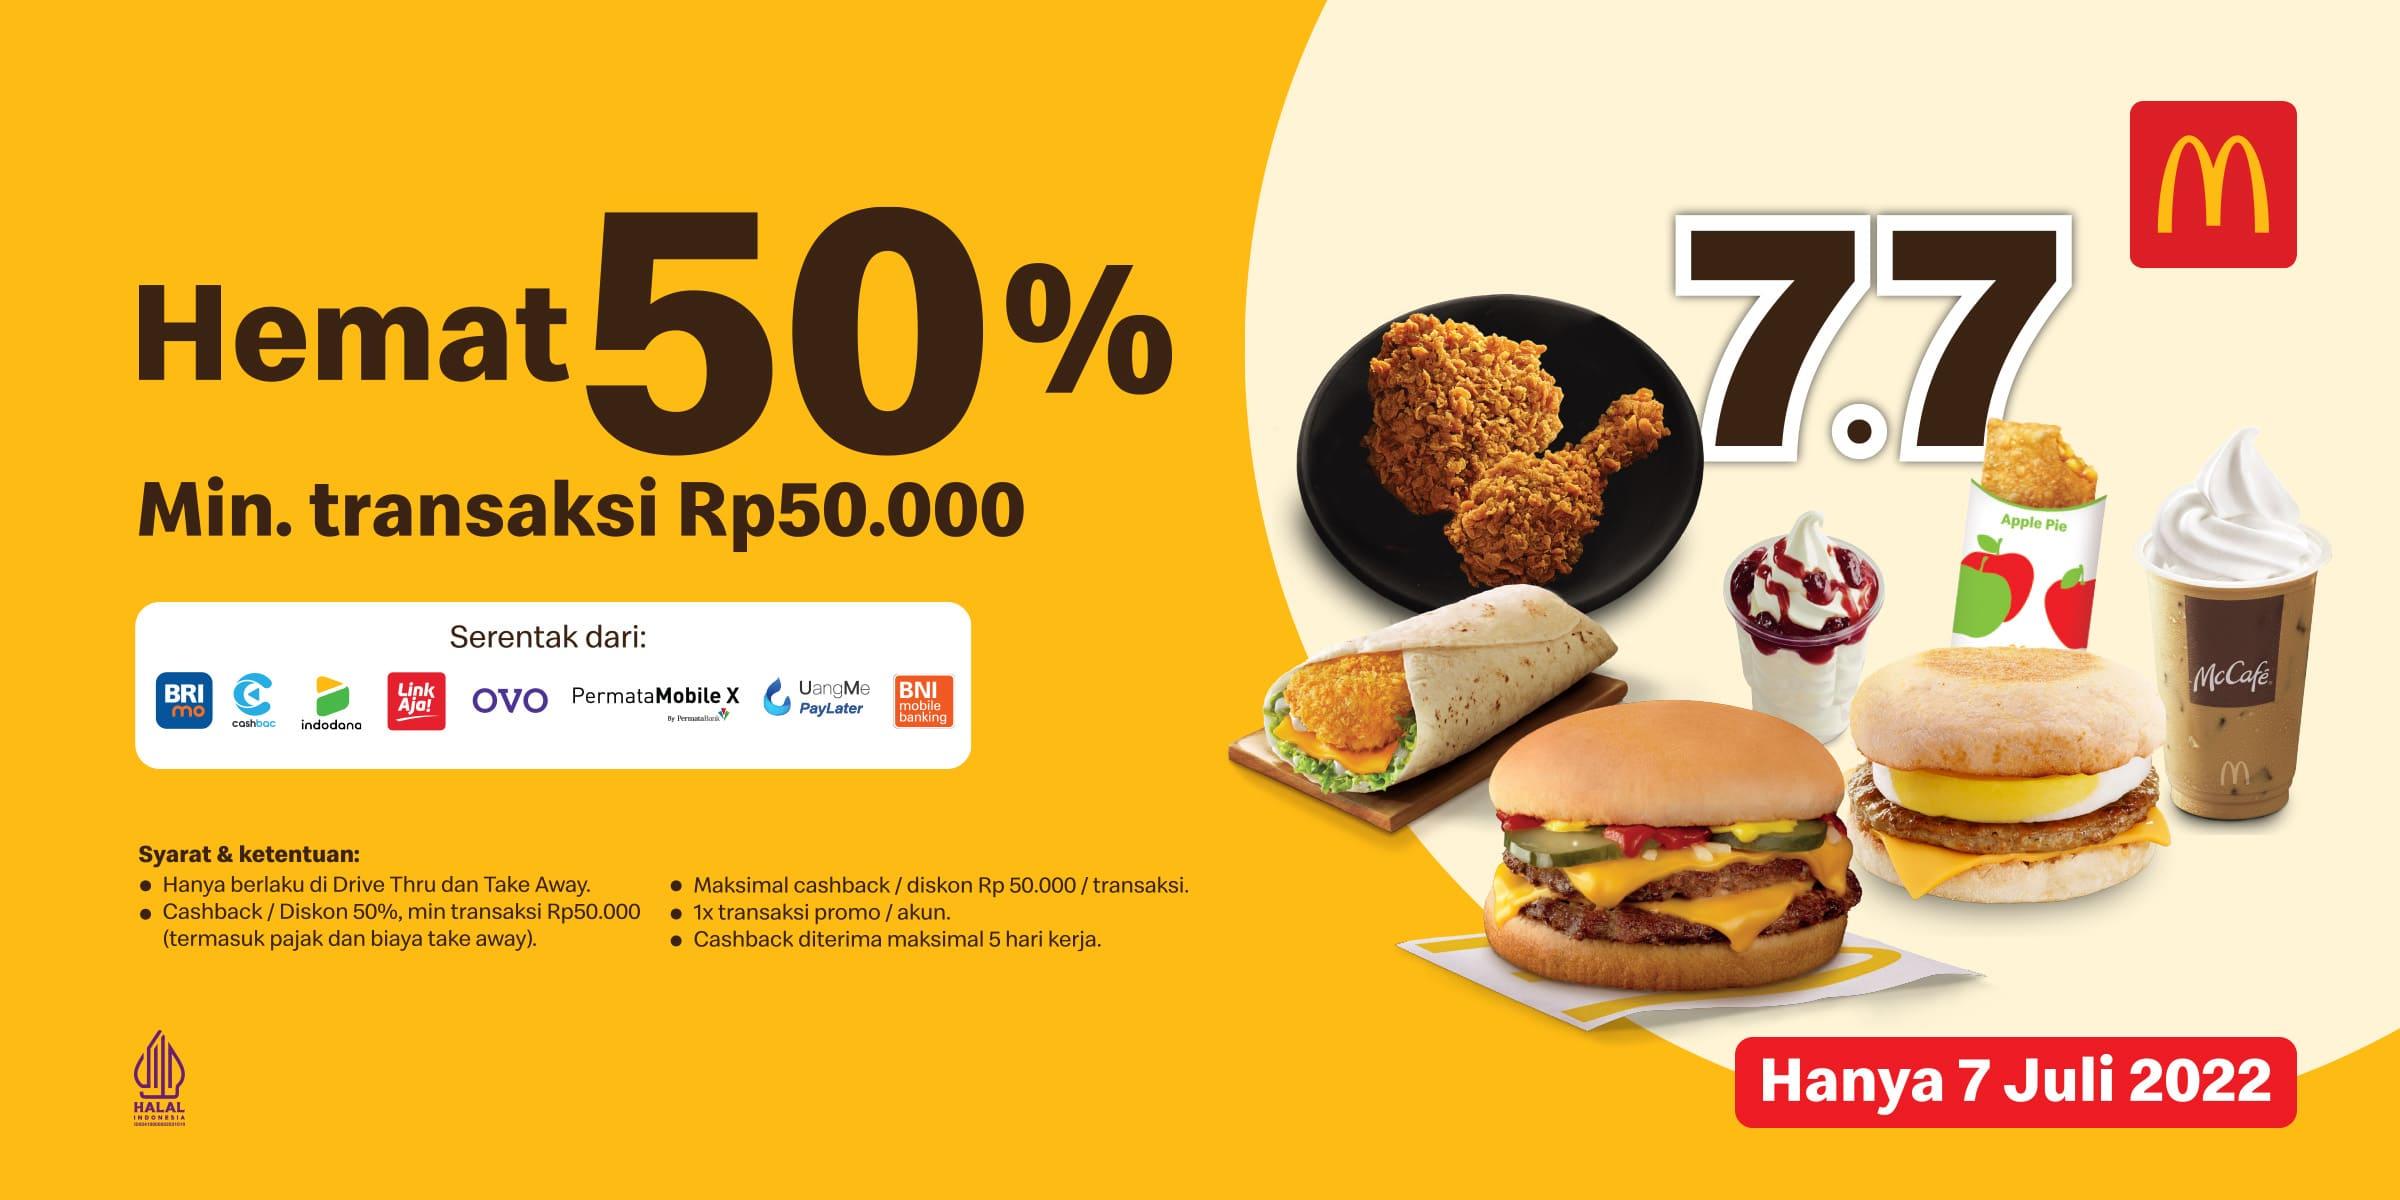 Hemat 50%
Min. transaksi Rp50.000
Serentak dari:
BRI
mo
cashbac
indodana
Link
Aja!
OVO
PermataMobile X
By PermataBank
UangMe
PayLater
BNI
mobile
banking
Syarat & ketentuan:
● Hanya berlaku di Drive Thru dan Take Away.
● Cashback / Diskon 50%, min transaksi Rp50.000
(termasuk pajak dan biaya take away).
● Maksimal cashback / diskon Rp 50.000 / transaksi.
● 1x transaksi promo / akun.
● Cashback diterima maksimal 5 hari kerja.
HALAL
INDONESIA
7.7
Apple Pie
McCafé
Hanya 7 Juli 2022